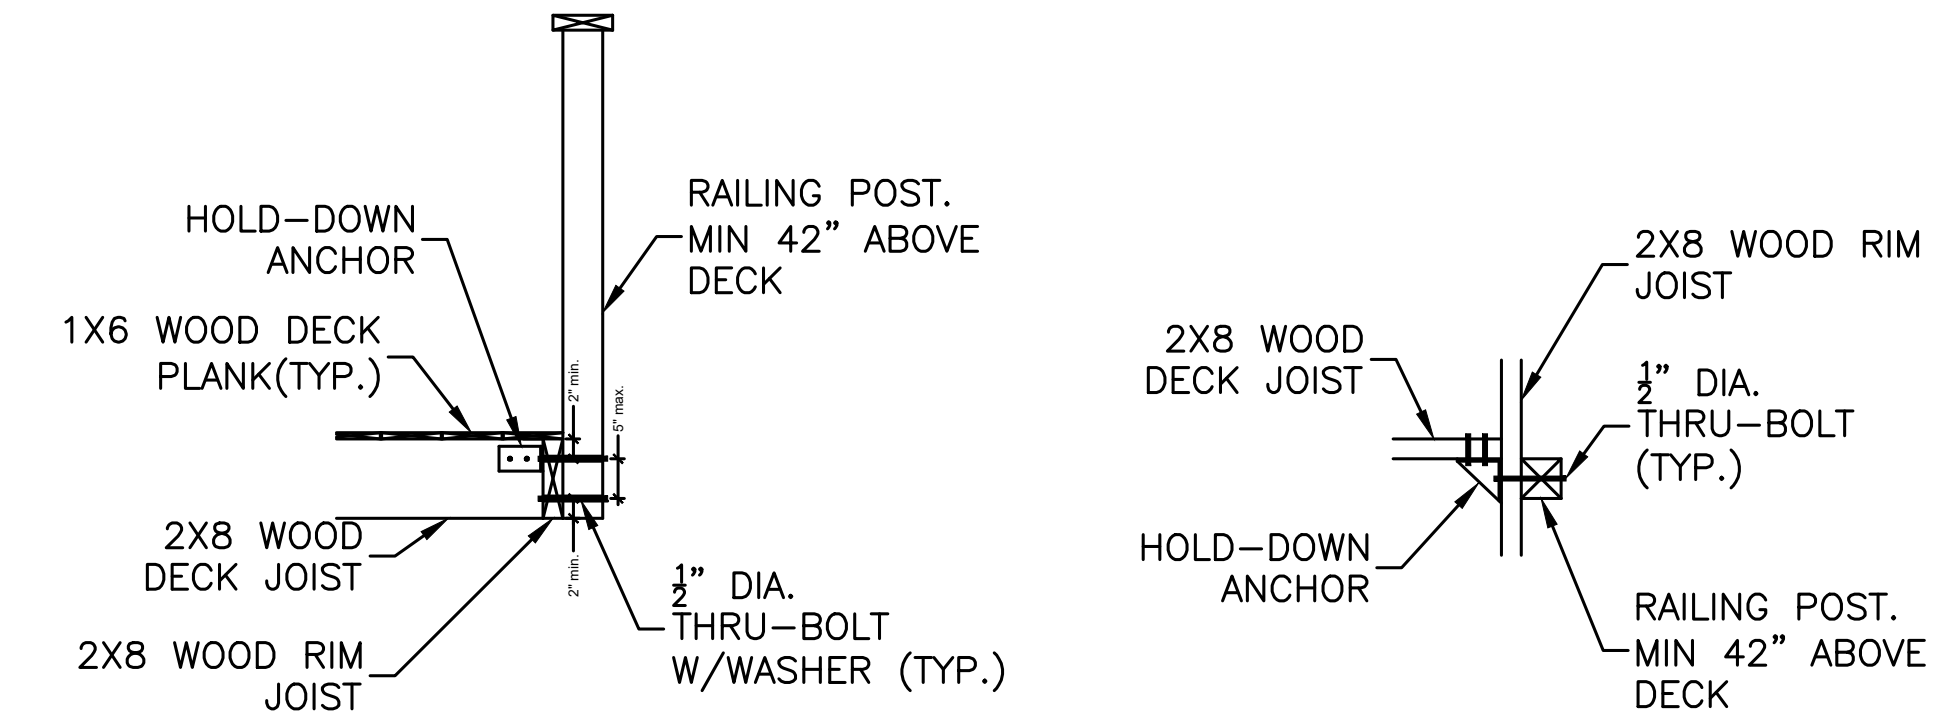 HOLD-DOWN
ANCHOR
1X6 WOOD DECK
PLANK(TYP.)
RAILING POST.
MIN 42” ABOVE
DECK
2" min.
5" max.
2X8 WOOD
DECK JOIST
2X8 WOOD RIM
JOIST
2" min.
1/2” DIA.
THRU-BOLT
W/WASHER (TYP.)
2X8 WOOD RIM
JOIST
2X8 WOOD
DECK JOIST
1/2” DIA.
THRU-BOLT
(TYP.)
HOLD-DOWN
ANCHOR
RAILING POST.
MIN 42” ABOVE
DECK